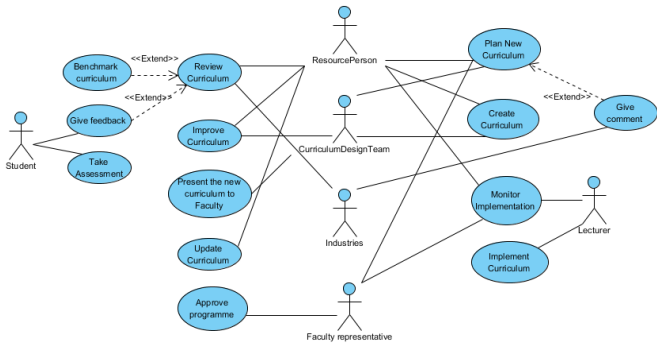 ResourcePerson
Plan New
Curriculum
<<Extend>>
Benchmark
curriculum
Review
Curriculum
<<Extend>>
<<Extend>>
Give
comment
Give feedback
Improve
Curriculum
Create
Curriculum
CurriculumDesignTeam
Student
Take
Assessment
Present the new
curriculum to
Faculty
Monitor
Implementation
Lecturer
Industries
Update
Curriculum
Implement
Curriculum
Approve
programme
Faculty representative